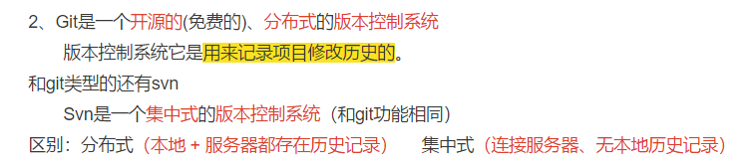 2、Git是一个开源的(免费的)、分布式的版本控制系统
版本控制系统它是用来记录项目修改历史的。
和git类型的还有svn
Svn是一个集中式的版本控制系统（和git功能相同）
区别：分布式（本地 + 服务器都存在历史记录） 集中式（连接服务器、无本地历史记录）